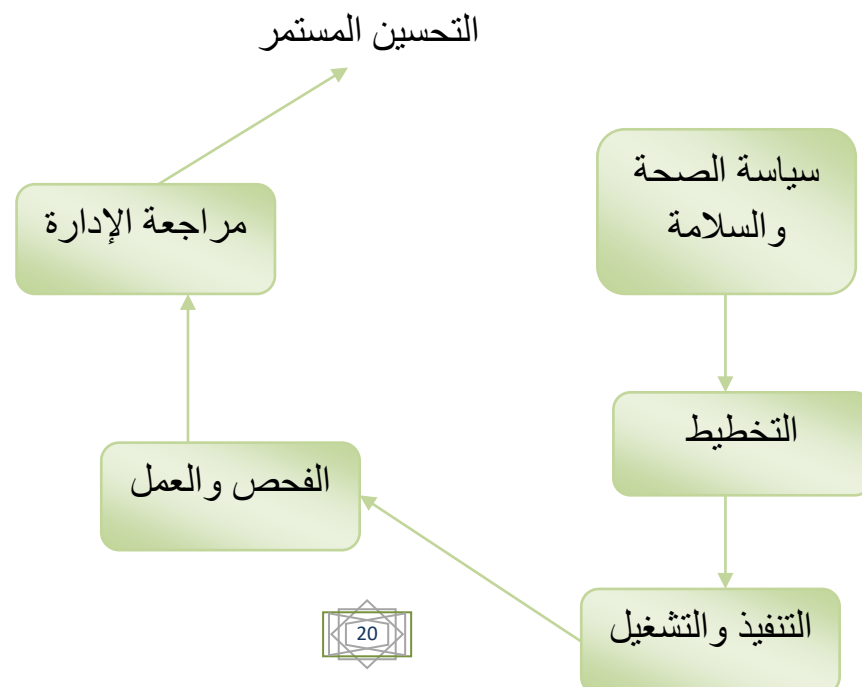 التحسين المستمر
سياسة الصحة
والسلامة
مراجعة الإدارة
التخطيط
الفحص والعمل
التنفيذ والتشغيل
20